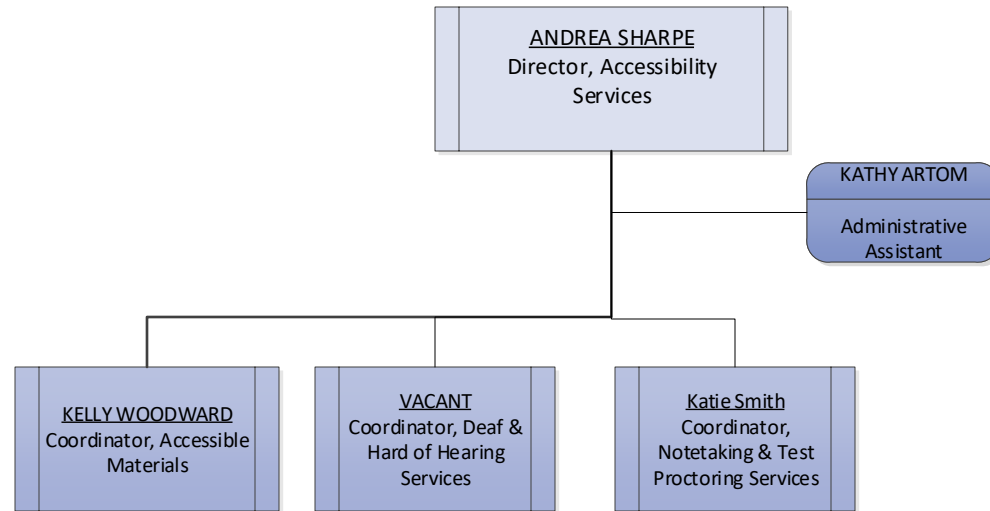 ANDREA SHARPE
Director, Accessibility
Services
KATHY ARTOM
Administrative
Assistant
KELLY WOODWARD
Coordinator, Accessible
Materials
VACANT
Coordinator, Deaf &
Hard of Hearing
Services
Katie Smith
Coordinator,
Notetaking & Test
Proctoring Services